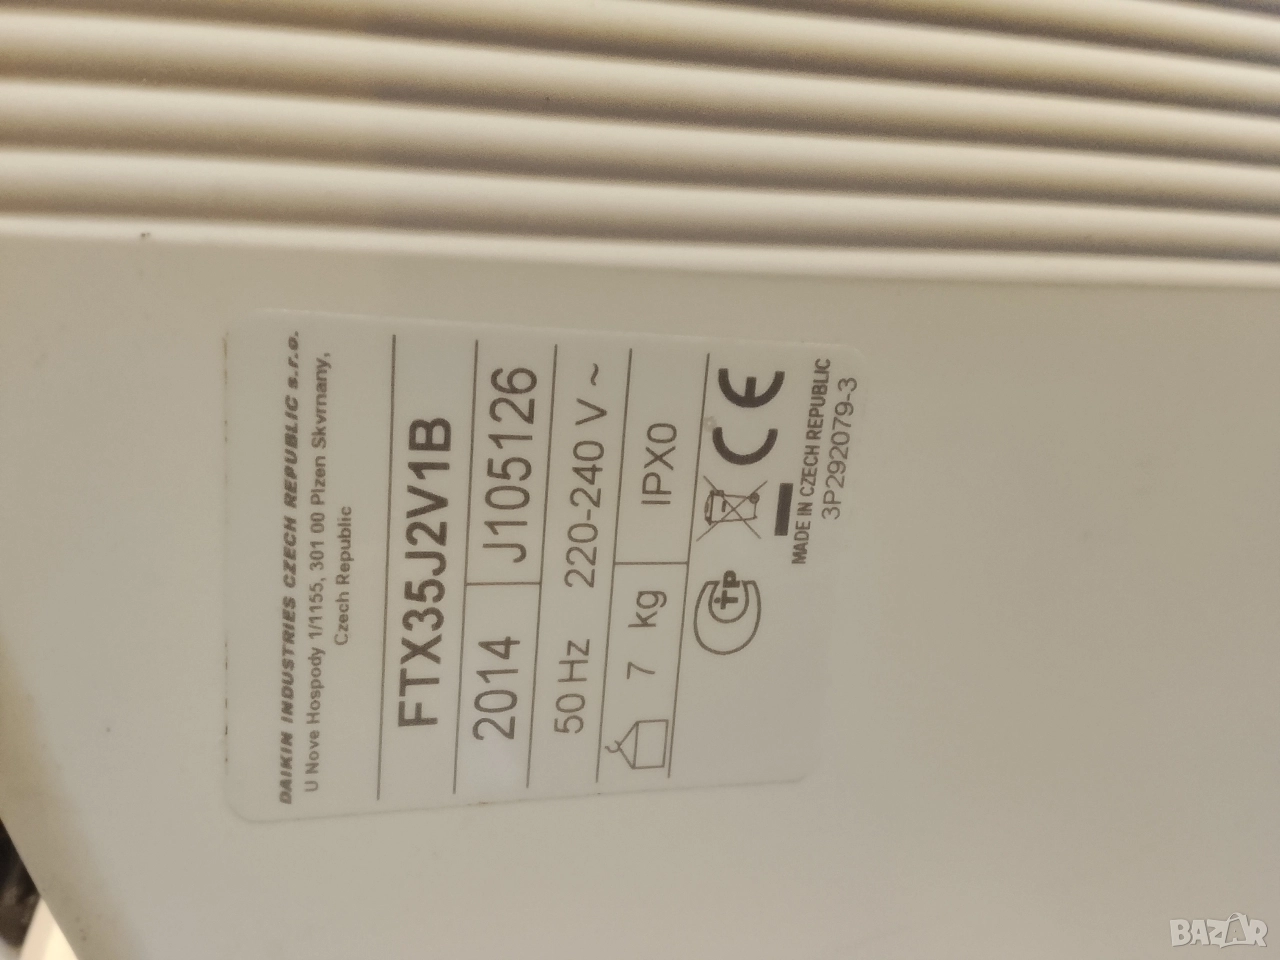 DAIKIN INDUSTRIES CZECH REPUBLIC s.r.o.
U Nove Hospody 1/1155, 301 00 Plzen Skvrnany,
Czech Republic
FTX35J2V1B
2014 J105126
50 Hz 220-240 V ~
7 kg IPX0
CE
MADE IN CZECH REPUBLIC
3P292079-3
BAZAR